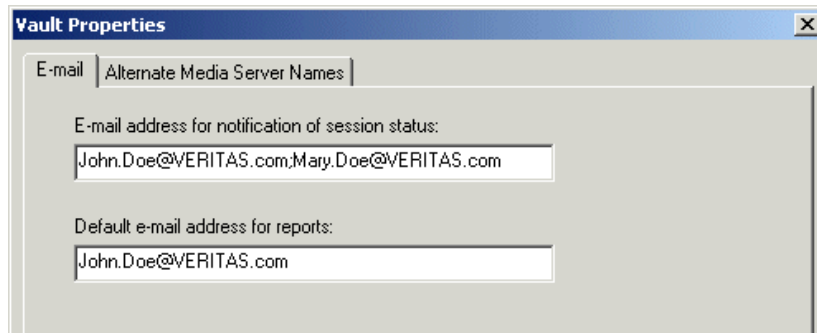 Vault Properties
E-mail
Alternate Media Server Names
E-mail address for notification of session status:
John.Doe@VERITAS.com;Mary.Doe@VERITAS.com
Default e-mail address for reports:
John.Doe@VERITAS.com